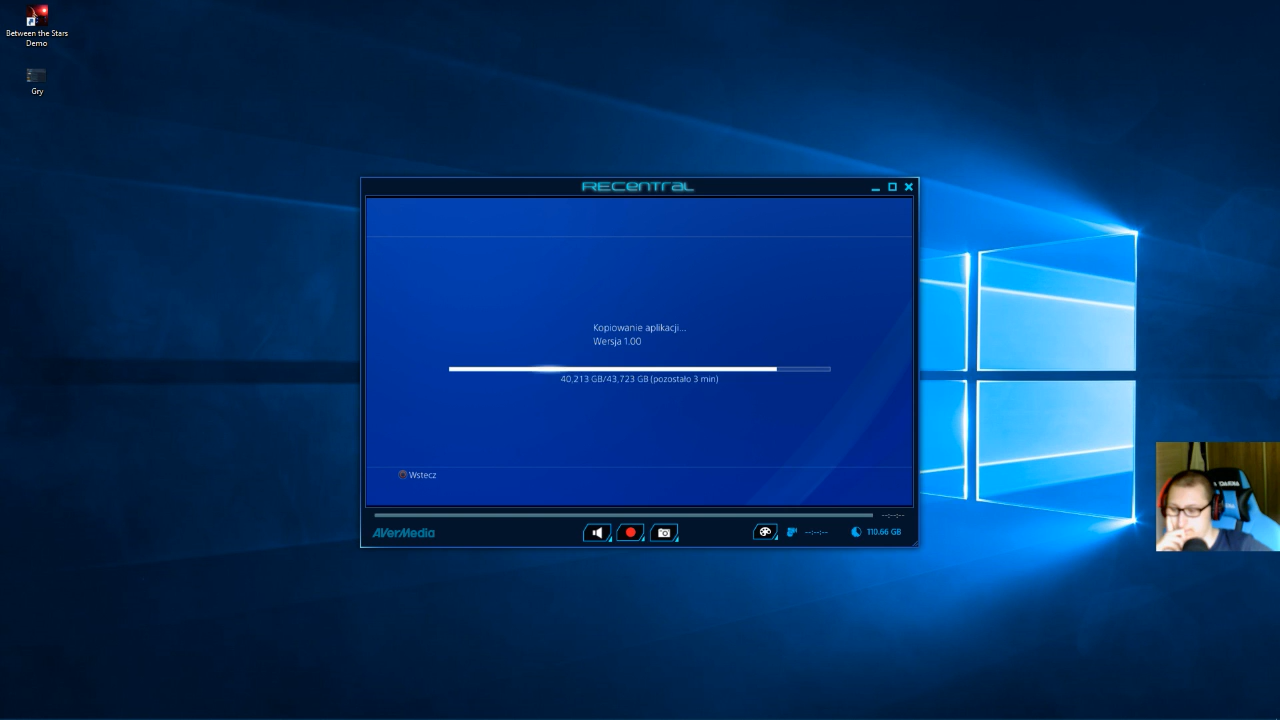 Between the Stars
Demo
Gry
RECENTRAL
Kopiowanie aplikacji...
Wersja 1.00
40,213 GB/43,723 GB (pozostało 3 min)
Wstecz
--:--:--
AVerMedia
--:--:--
110.66 GB